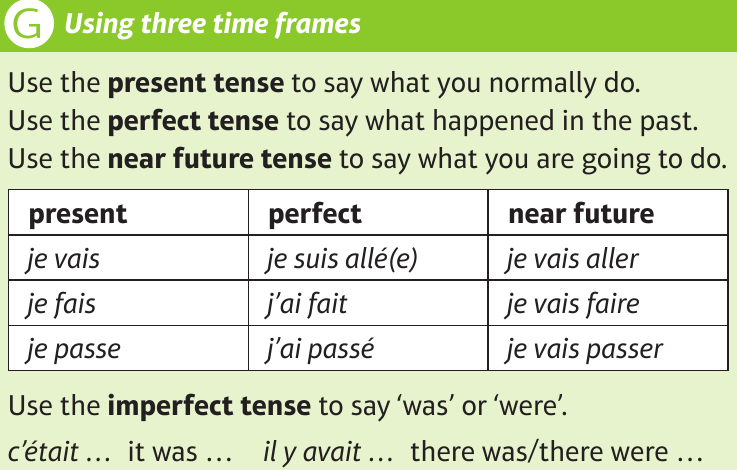 G Using three time frames
Use the present tense to say what you normally do.
Use the perfect tense to say what happened in the past.
Use the near future tense to say what you are going to do.
present perfect near future
je vais je suis allé(e) je vais aller
je fais j’ai fait je vais faire
je passe j’ai passé je vais passer
Use the imperfect tense to say ‘was’ or ‘were’.
c’était … it was … il y avait … there was/there were …